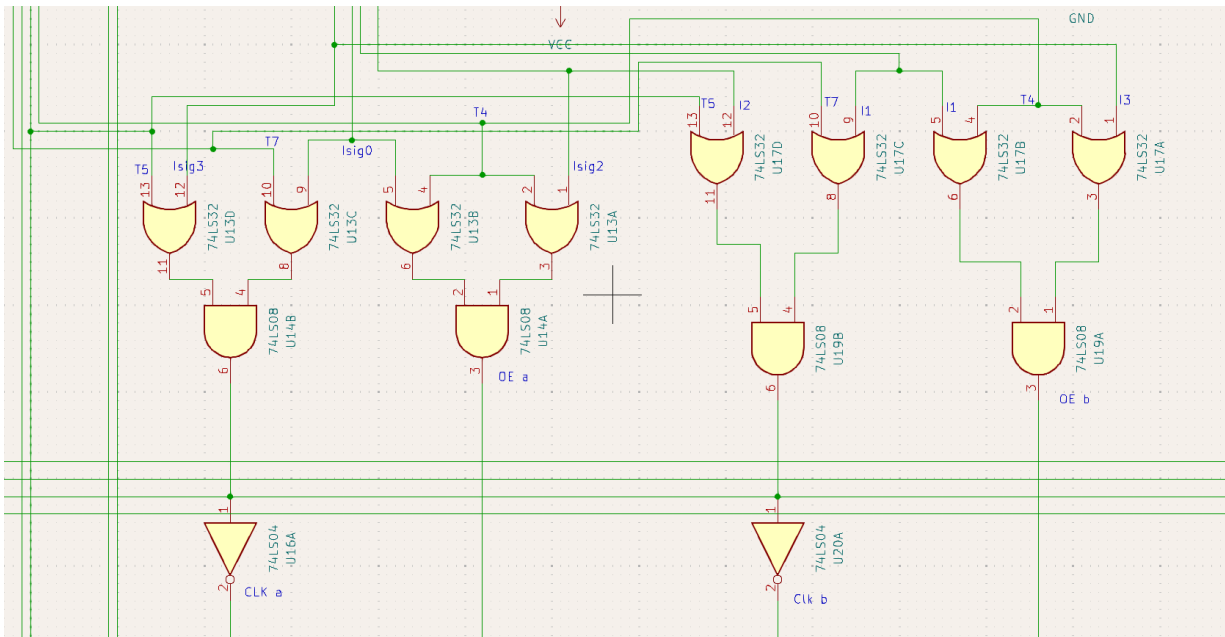 GND
VCC
T5
I2
T7
I1
I1
T4
I3
13
12
10
9
5
4
2
1
74LS32
U17D
74LS32
U17C
74LS32
U17B
74LS32
U17A
11
8
6
3
T4
T5
Isig3
T7
Isig0
Isig2
13
12
10
9
5
4
2
1
74LS32
U13D
74LS32
U13C
74LS32
U13B
74LS32
U13A
11
8
6
3
5
4
74LS08
U14B
6
2
1
74LS08
U14A
3
OE a
5
4
74LS08
U19B
6
2
1
74LS08
U19A
3
OE b
1
74LS04
U16A
2
CLK a
1
74LS04
U20A
2
Clk b